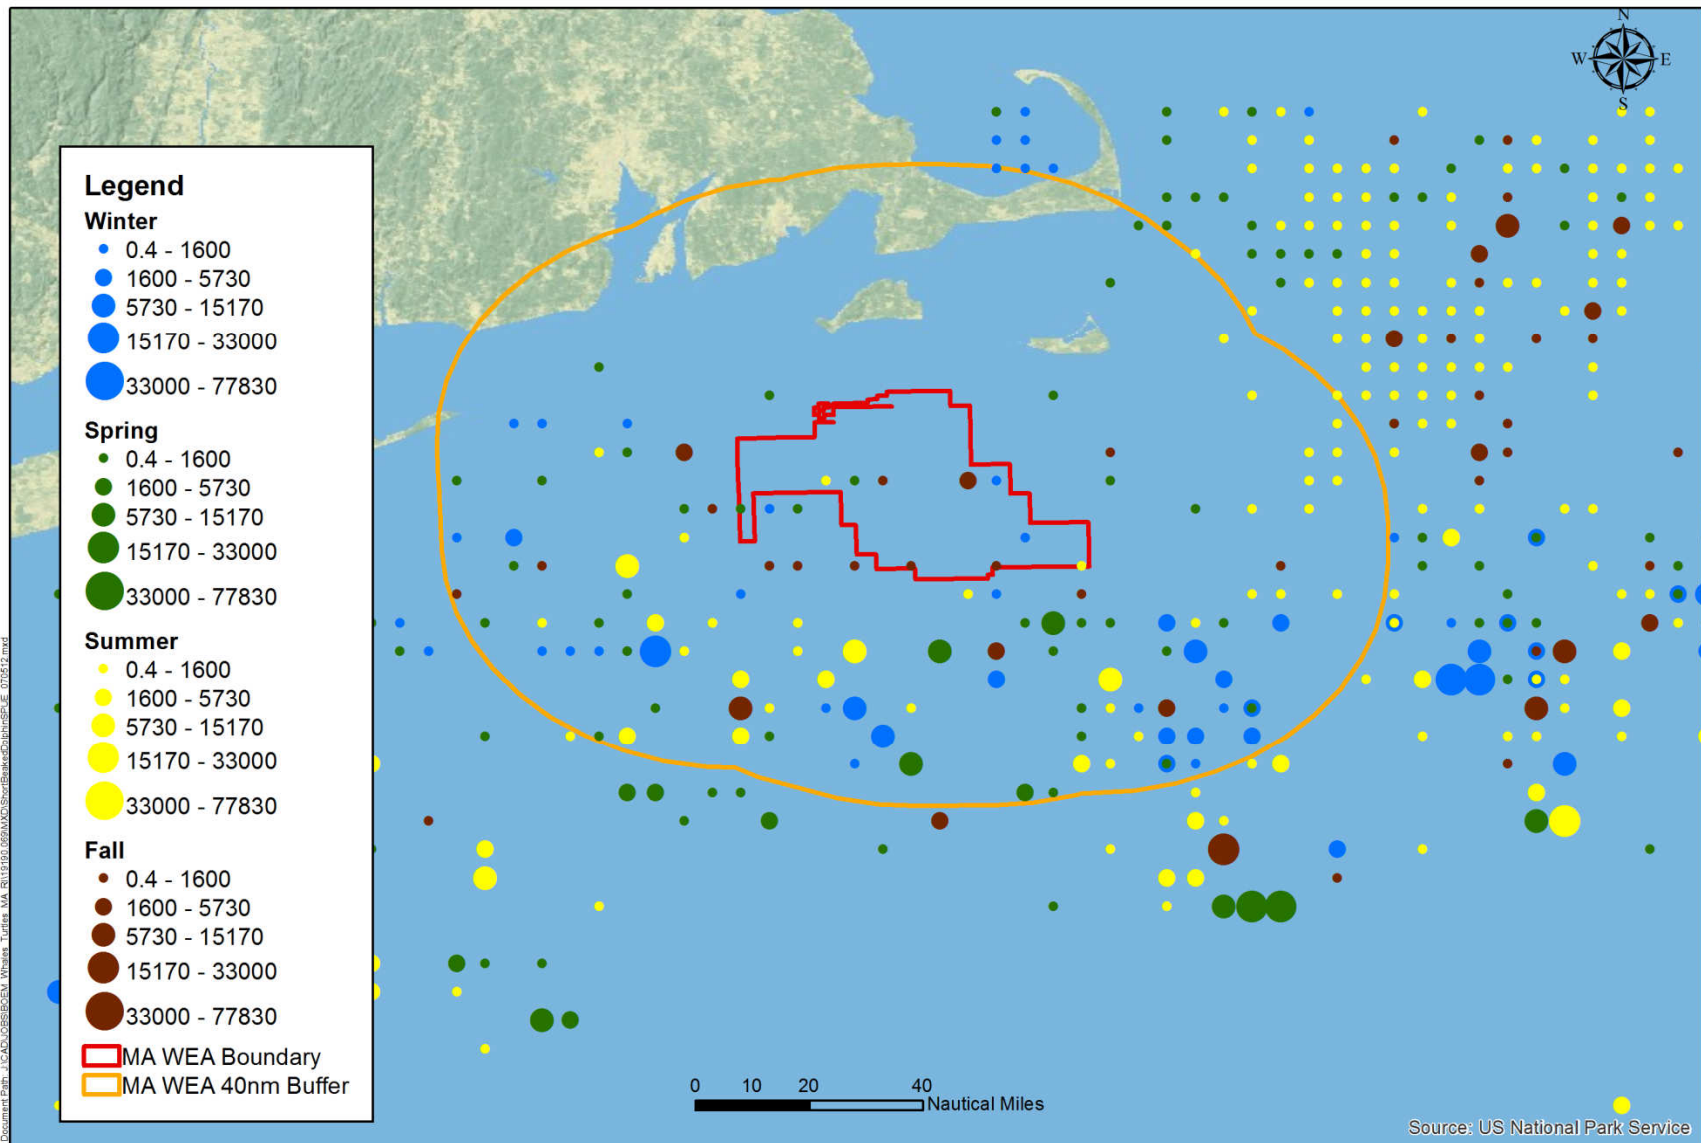 N
W E
S
Legend
Winter
0.4 - 1600
1600 - 5730
5730 - 15170
15170 - 33000
33000 - 77830
Spring
0.4 - 1600
1600 - 5730
5730 - 15170
15170 - 33000
33000 - 77830
Summer
0.4 - 1600
1600 - 5730
5730 - 15170
15170 - 33000
33000 - 77830
Fall
0.4 - 1600
1600 - 5730
5730 - 15170
15170 - 33000
33000 - 77830
MA WEA Boundary
MA WEA 40nm Buffer
0 10 20 40
Nautical Miles
Source: US National Park Service
Document Path: